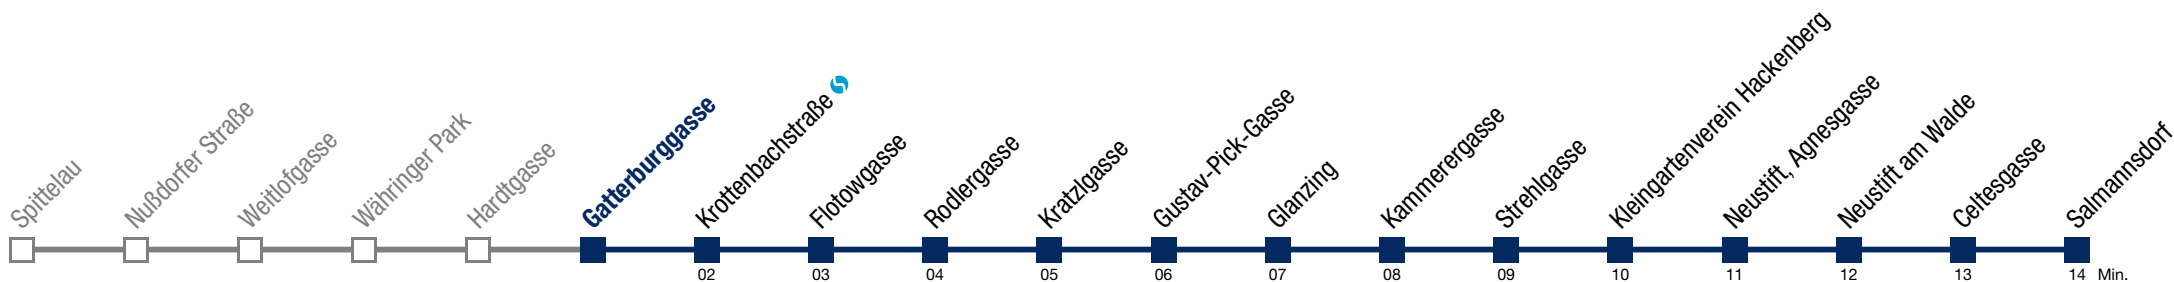 Spittelau
Nußdorfer Straße
Weitlofgasse
Währinger Park
Hardtgasse
Gatterburggasse
Krottenbachstraße
Flotowgasse
Rodlergasse
Kratzlgasse
Gustav-Pick-Gasse
Glanzing
Kammerergasse
Strehlgasse
Kleingartenverein Hackenberg
Neustift, Agnesgasse
Neustift am Walde
Celtesgasse
Salmannsdorf
02 03 04 05 06 07 08 09 10 11 12 13 14 Min.